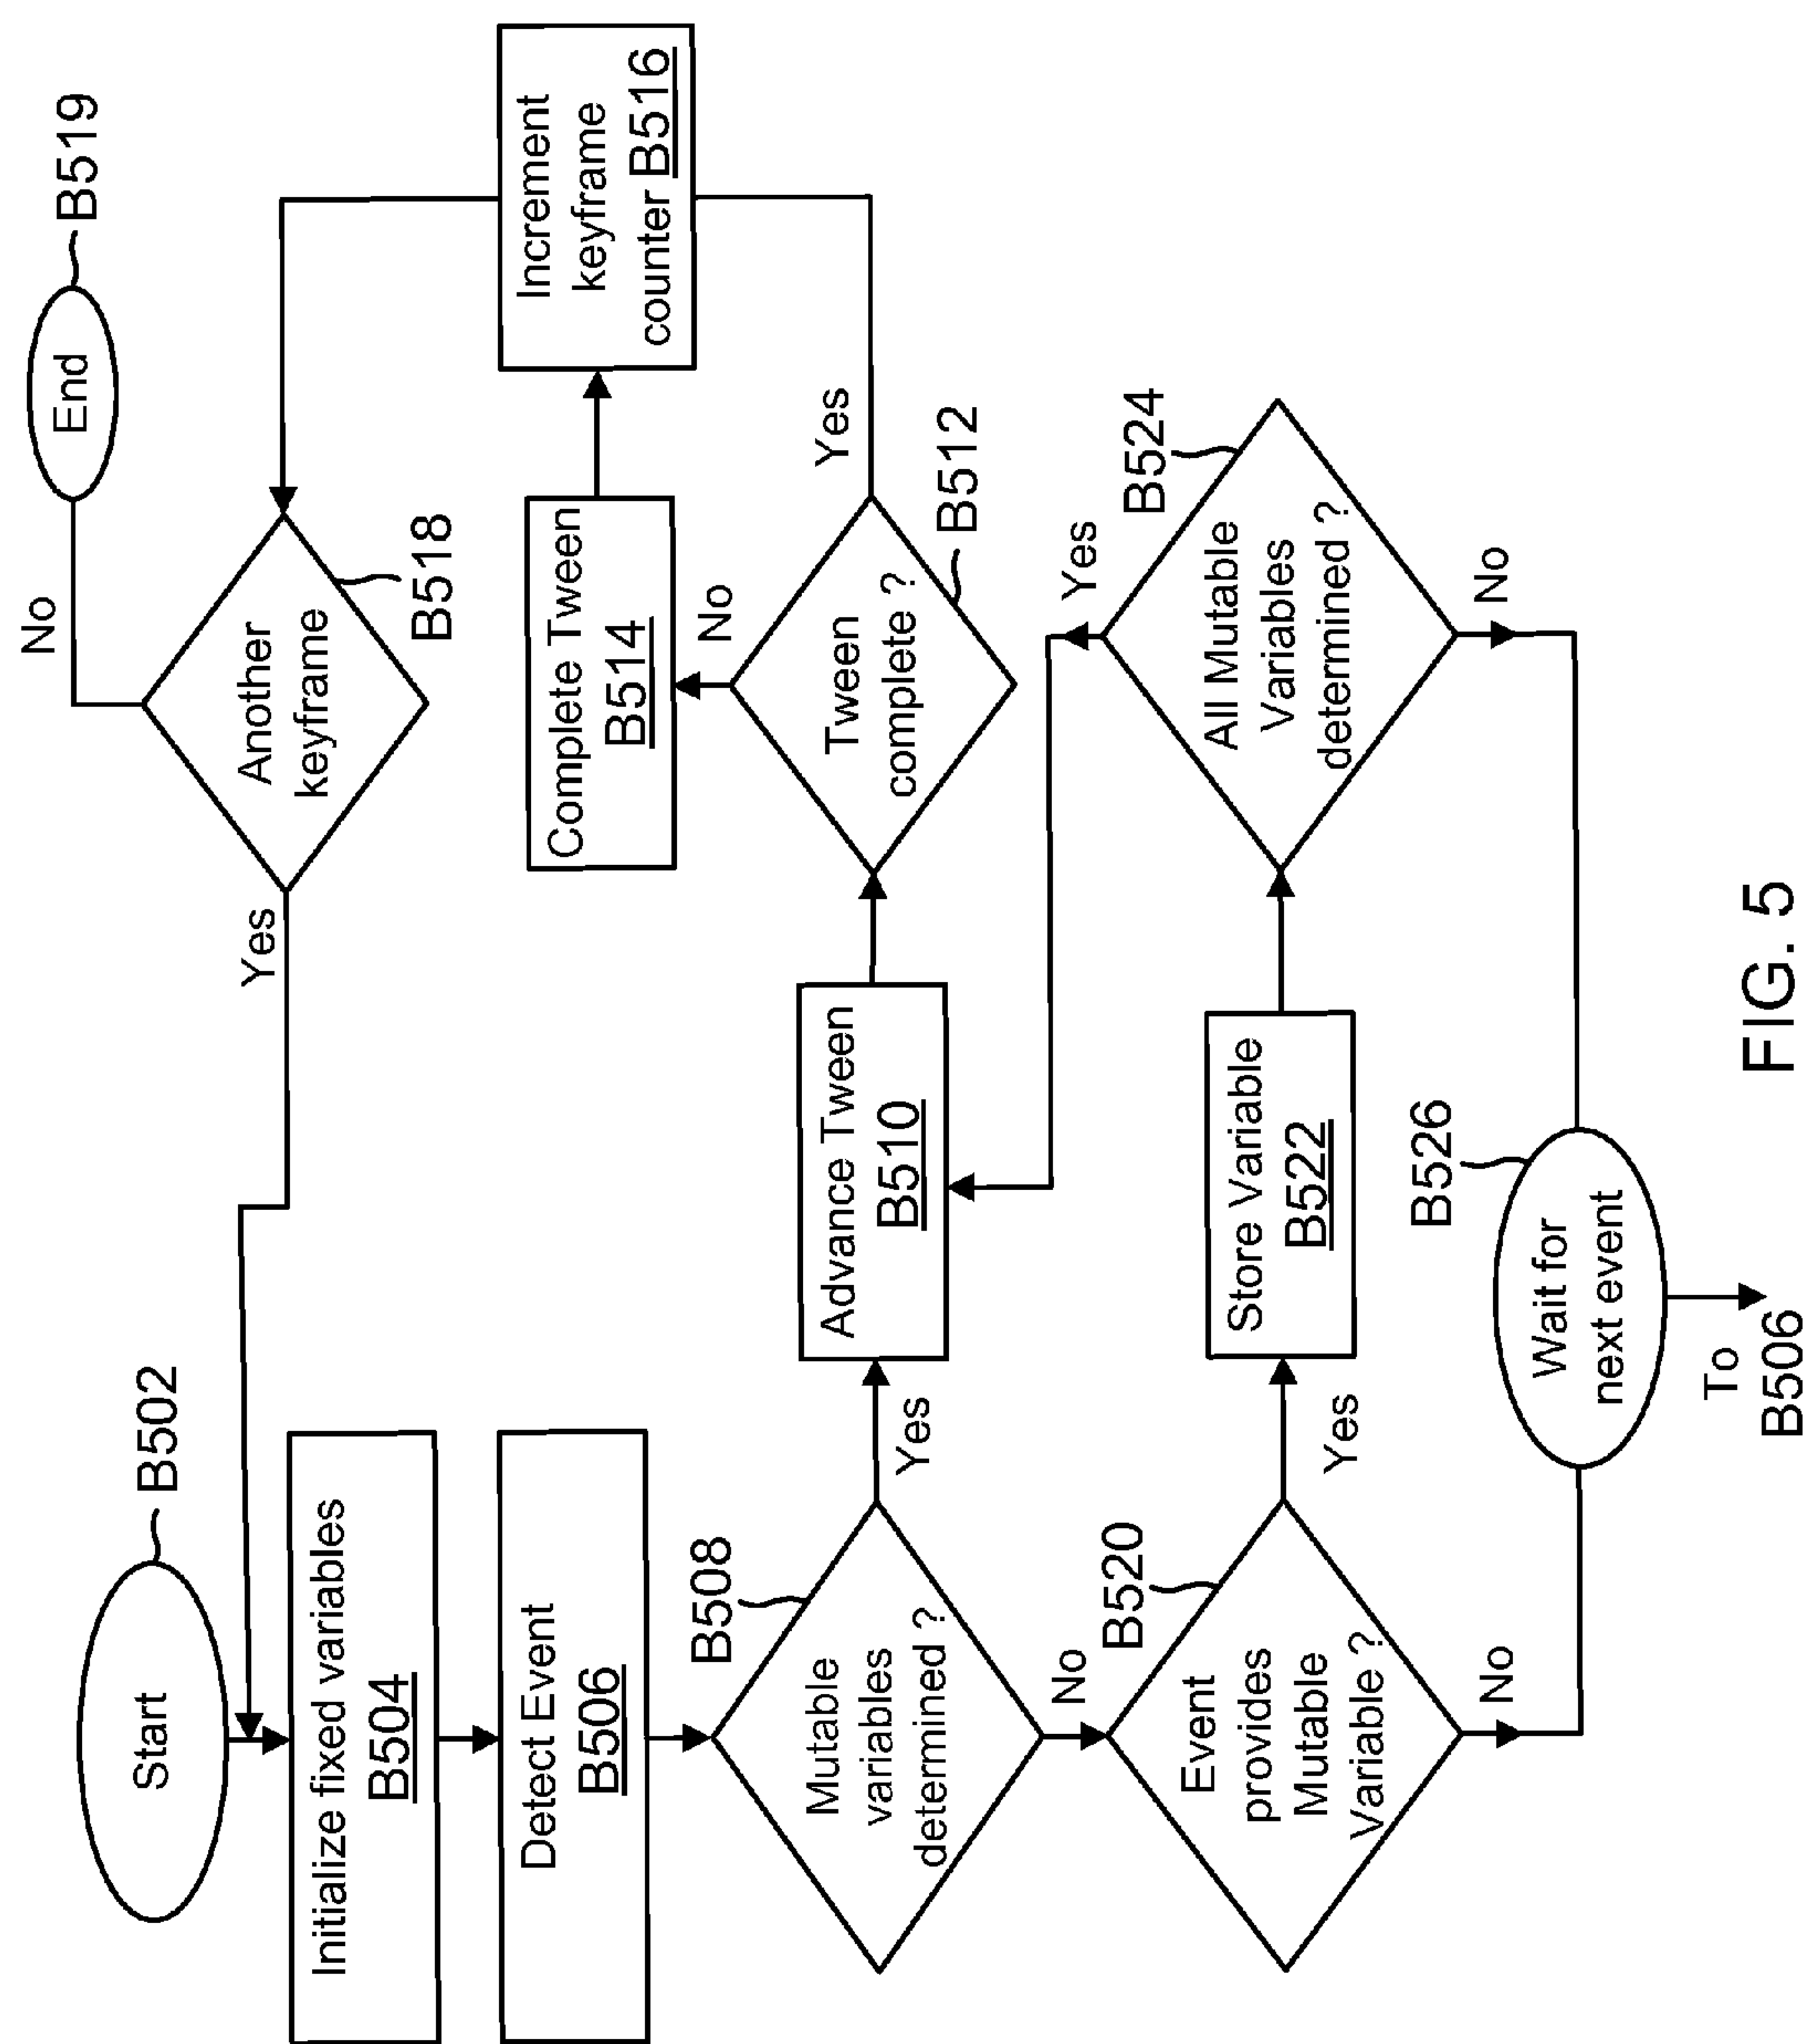 Start
B502
Initialize fixed variables
B504
Detect Event
B506
Mutable
variables
determined ?
B508
Yes
No
Advance Tween
B510
Tween
complete ?
B512
No
Yes
Complete Tween
B514
Increment
keyframe
counter B516
Another
keyframe
B518
Yes
No
End
B519
Event
provides
Mutable
Variable ?
B520
Yes
No
Store Variable
B522
All Mutable
Variables
determined ?
B524
Yes
No
Wait for
next event
B526
To
B506
FIG. 5